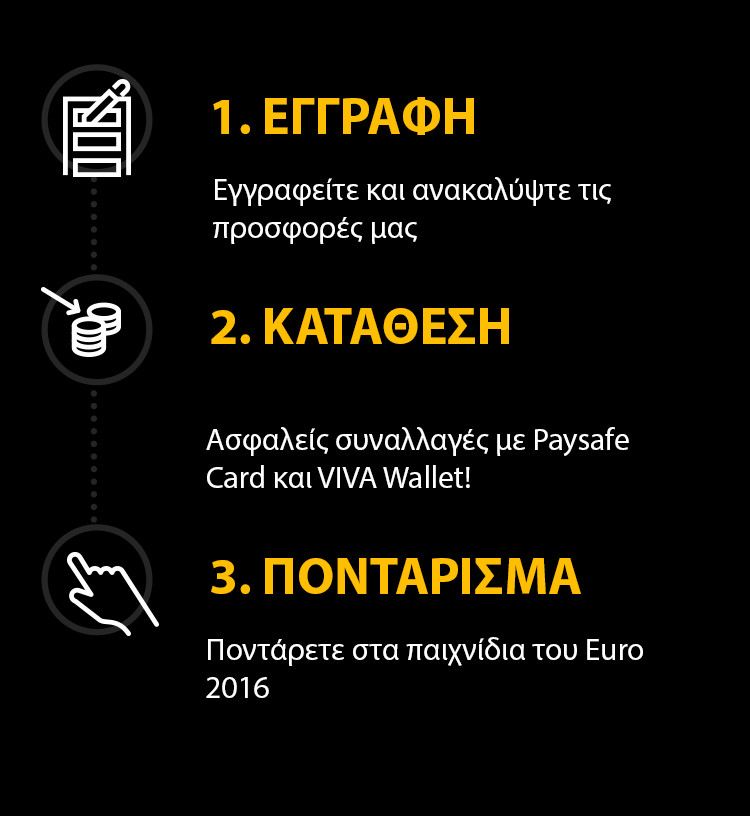 1. ΕΓΓΡΑΦΗ
Εγγραφείτε και ανακαλύψτε τις
προσφορές μας
2. ΚΑΤΑΘΕΣΗ
Ασφαλείς συναλλαγές με Paysafe
Card και VIVA Wallet!
3. ΠΟΝΤΑΡΙΣΜΑ
Ποντάρετε στα παιχνίδια του Euro
2016